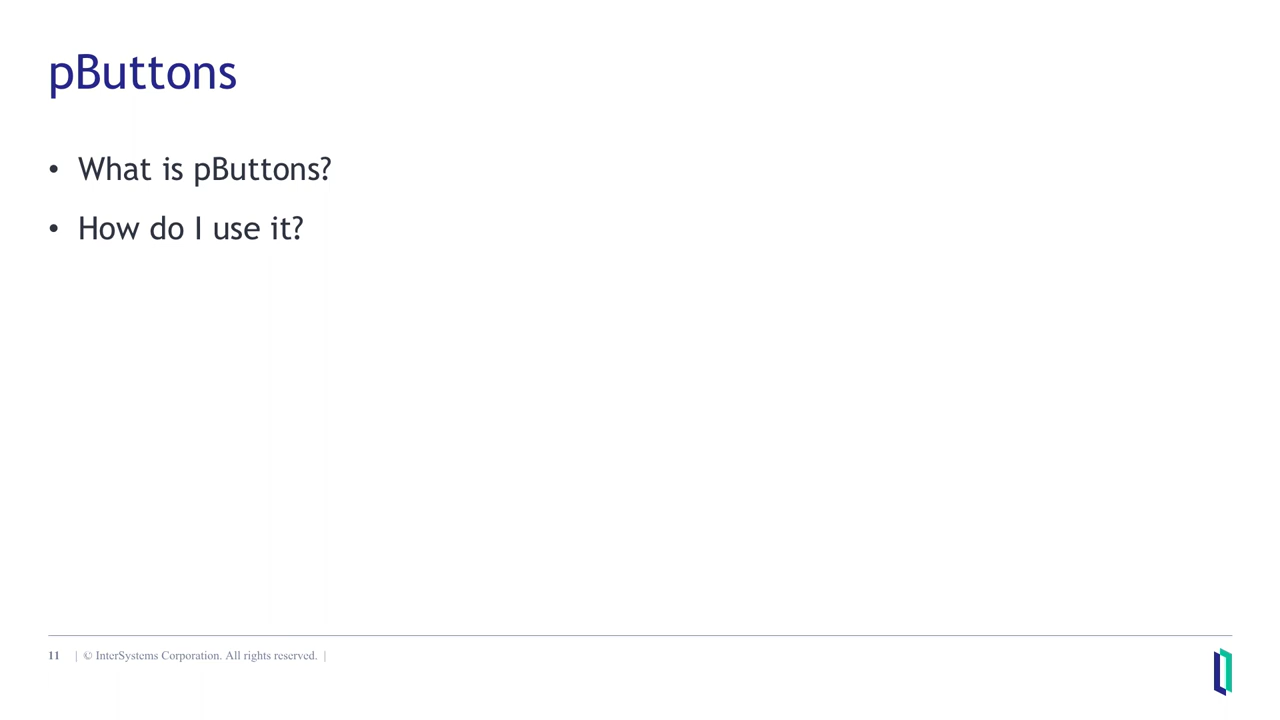 pButtons
• What is pButtons?
• How do I use it?
11 | © InterSystems Corporation. All rights reserved. |